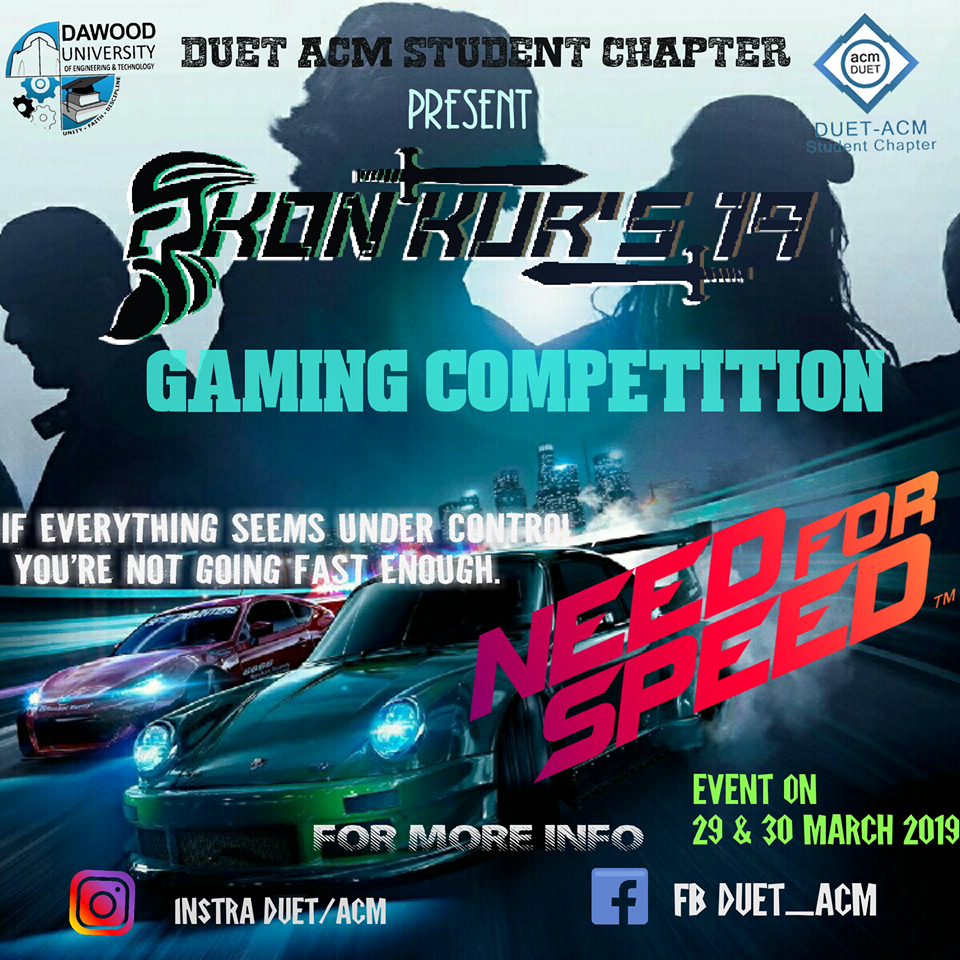 DAWOOD
UNIVERSITY
OF ENGINEERING & TECHNOLOGY
UNITY • FAITH • DISCIPLINE
DUET ACM STUDENT CHAPTER
PRESENT
acm
DUET
DUET-ACM
Student Chapter
KON KUR'S 19
GAMING COMPETITION
IF EVERYTHING SEEMS UNDER CONTROL,
YOU'RE NOT GOING FAST ENOUGH.
NEED FOR
SPEED™
EVENT ON
29 & 30 MARCH 2019
FOR MORE INFO
INSTRA DUET/ACM
FB DUET_ACM